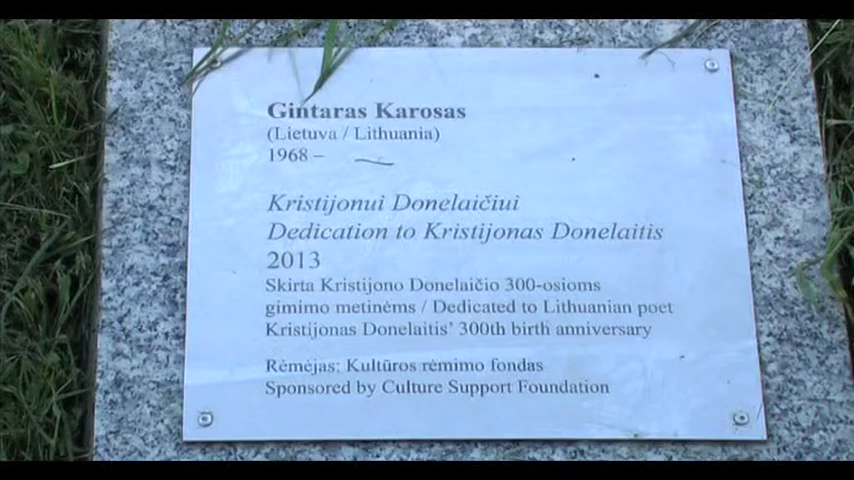 Gintaras Karosas
(Lietuva / Lithuania)
1968 –
Kristijonui Donelaičiui
Dedication to Kristijonas Donelaitis
2013
Skirta Kristijono Donelaičio 300-osioms
gimimo metinėms / Dedicated to Lithuanian poet
Kristijonas Donelaitis' 300th birth anniversary
Rėmėjas: Kultūros rėmimo fondas
Sponsored by Culture Support Foundation